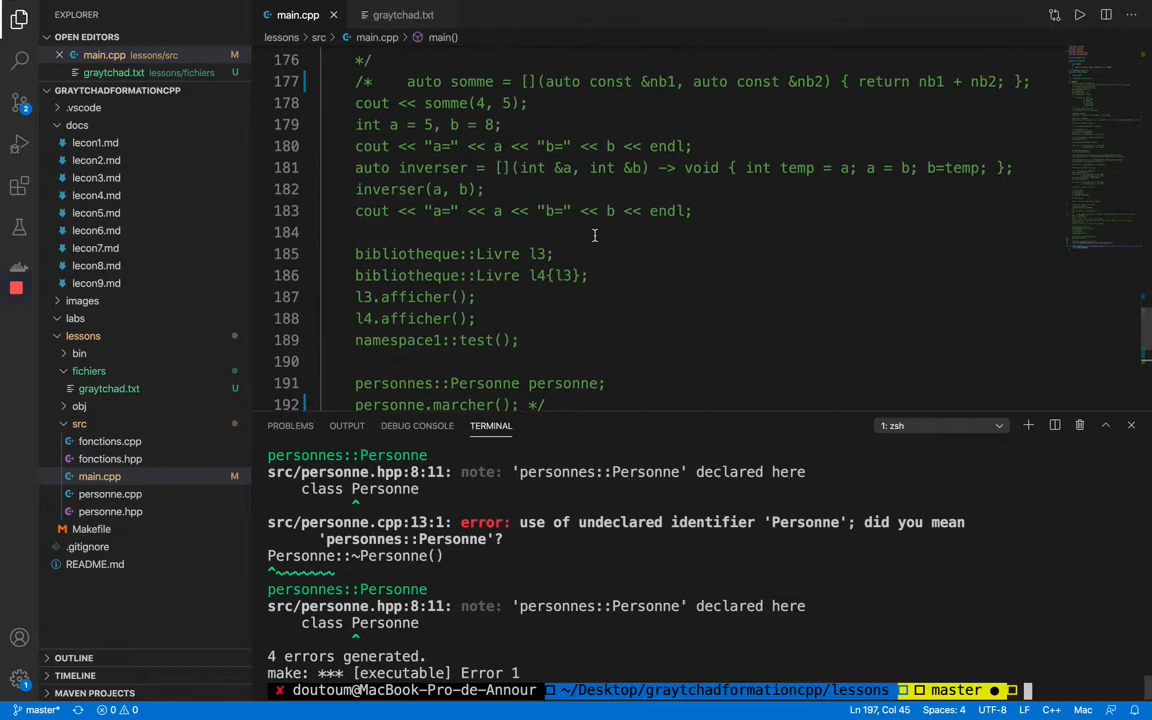 EXPLORER
OPEN EDITORS
main.cpp lessons/src M
graytchad.txt lessons/fichiers U
GRAYTCHADFORMATIONCPP
.vscode
docs
lecon1.md
lecon2.md
lecon3.md
lecon4.md
lecon5.md
lecon6.md
lecon7.md
lecon8.md
lecon9.md
images
labs
lessons
bin
fichiers
graytchad.txt U
obj
src
fonctions.cpp
fonctions.hpp
main.cpp M
personne.cpp
personne.hpp
Makefile
.gitignore
README.md
OUTLINE
TIMELINE
MAVEN PROJECTS
2
1
main.cpp graytchad.txt
lessons > src > main.cpp > main()
176 */
177 /* auto somme = [](auto const &nb1, auto const &nb2) { return nb1 + nb2; };
178 cout << somme(4, 5);
179 int a = 5, b = 8;
180 cout << "a=" << a << "b=" << b << endl;
181 auto inverser = [](int &a, int &b) -> void { int temp = a; a = b; b=temp; };
182 inverser(a, b);
183 cout << "a=" << a << "b=" << b << endl;
184
185 bibliotheque::Livre l3;
186 bibliotheque::Livre l4{l3};
187 l3.afficher();
188 l4.afficher();
189 namespace1::test();
190
191 personnes::Personne personne;
192 personne.marcher(); */
PROBLEMS OUTPUT DEBUG CONSOLE TERMINAL 1: zsh
personnes::Personne
src/personne.hpp:8:11: note: 'personnes::Personne' declared here
class Personne
^
src/personne.cpp:13:1: error: use of undeclared identifier 'Personne'; did you mean
'personnes::Personne'?
Personne::~Personne()
^~~~~~~~
personnes::Personne
src/personne.hpp:8:11: note: 'personnes::Personne' declared here
class Personne
^
4 errors generated.
make: *** [executable] Error 1
✘ doutoum@MacBook-Pro-de-Annour ~/Desktop/graytchadformationcpp/lessons master ●
master* 0 0 Ln 197, Col 45 Spaces: 4 UTF-8 LF C++ Mac